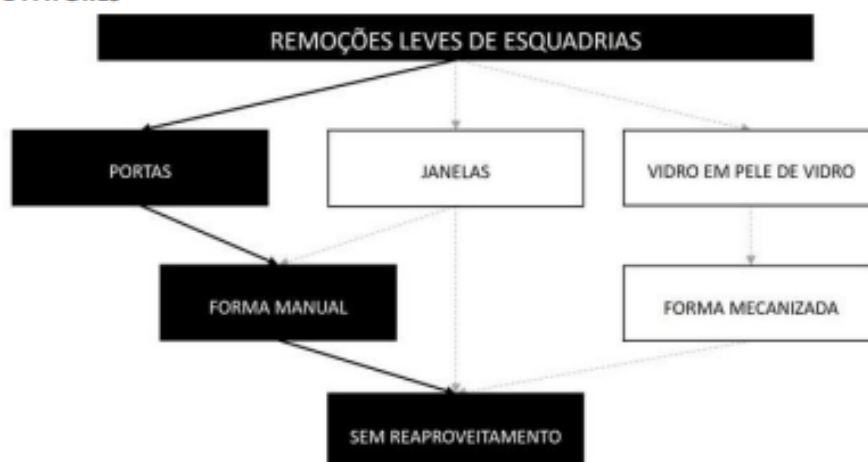 REMOÇÕES LEVES DE ESQUADRIAS
PORTAS
JANELAS
VIDRO EM PELE DE VIDRO
FORMA MANUAL
FORMA MECANIZADA
SEM REAPROVEITAMENTO